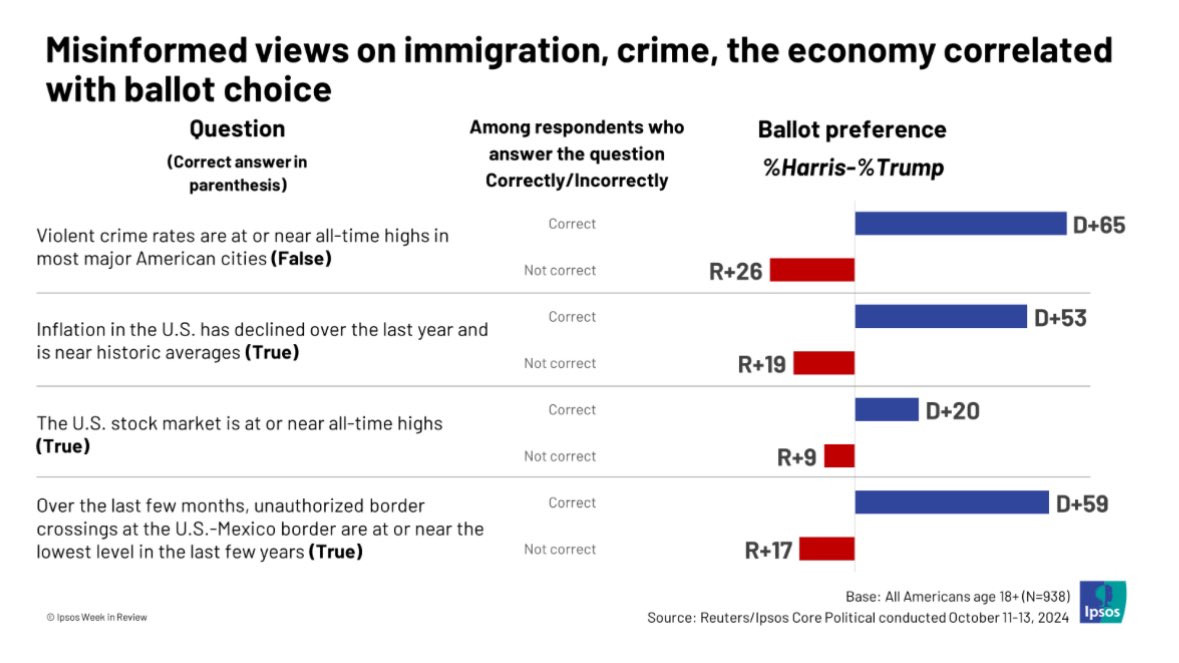 Misinformed views on immigration, crime, the economy correlated
with ballot choice
Question
(Correct answer in
parenthesis)
Among respondents who
answer the question
Correctly/Incorrectly
Ballot preference
%Harris-%Trump
Violent crime rates are at or near all-time highs in
most major American cities (False)
Correct
D+65
Not correct
R+26
Inflation in the U.S. has declined over the last year and
is near historic averages (True)
Correct
D+53
Not correct
R+19
The U.S. stock market is at or near all-time highs
(True)
Correct
D+20
Not correct
R+9
Over the last few months, unauthorized border
crossings at the U.S.-Mexico border are at or near the
lowest level in the last few years (True)
Correct
D+59
Not correct
R+17
Base: All Americans age 18+ (N=938)
Source: Reuters/Ipsos Core Political conducted October 11-13, 2024
© Ipsos Week in Review
Ipsos